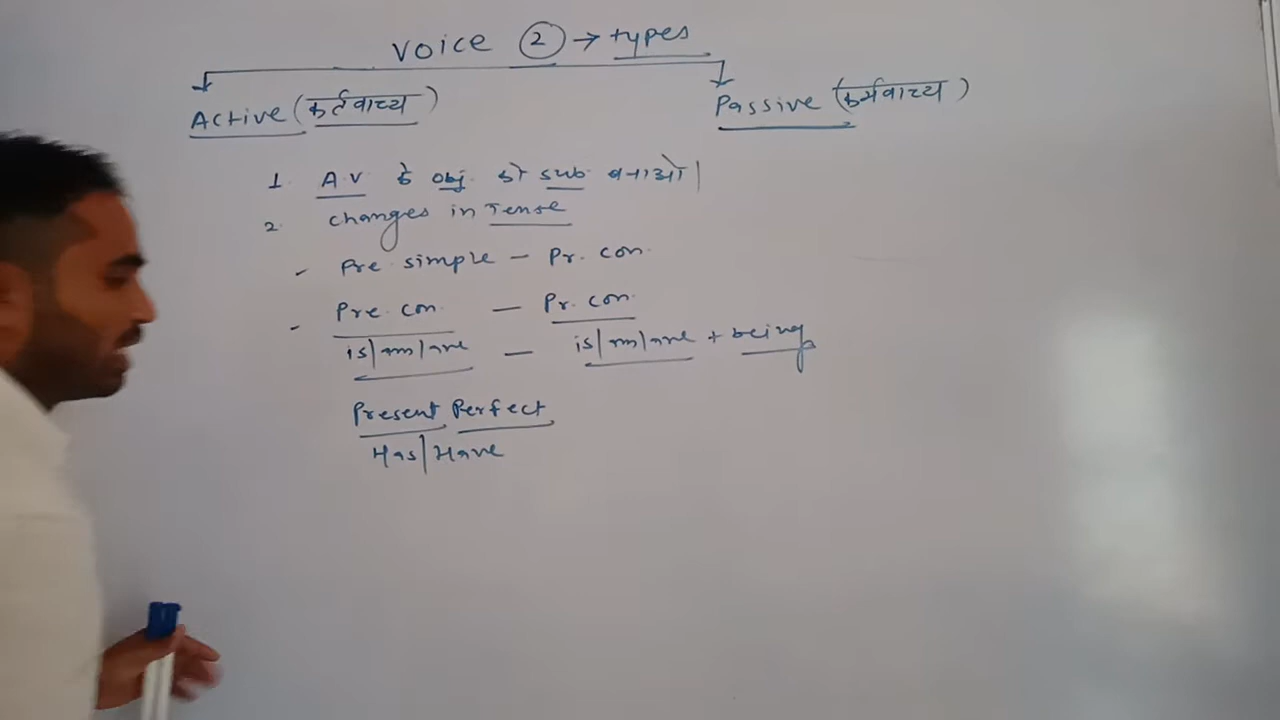 Voice ② → types
Active (कर्तवाच्य) Passive (कर्मवाच्य)
1. A.V के obj. को sub. बनाओ|
2. Changes in Tense
- Pre. simple - Pr. con.
- Pre. con. - Pr. con.
is/am/are - is/am/are + being
Present Perfect
Has/Have